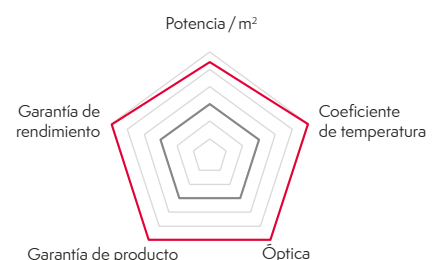 Potencia / m²
Garantía de
rendimiento
Coeficiente
de temperatura
Garantía de producto
Óptica